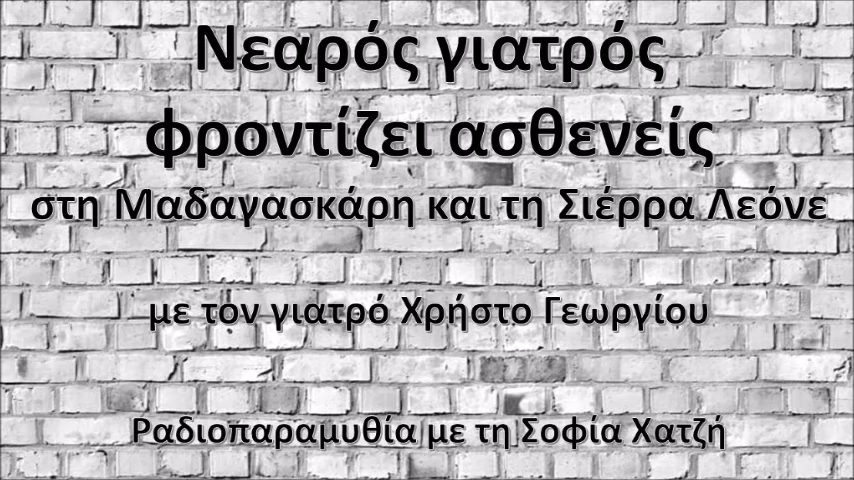 Νεαρός γιατρός
φροντίζει ασθενείς
στη Μαδαγασκάρη και τη Σιέρρα Λεόνε
με τον γιατρό Χρήστο Γεωργίου
Ραδιοπαραμυθία με τη Σοφία Χατζή